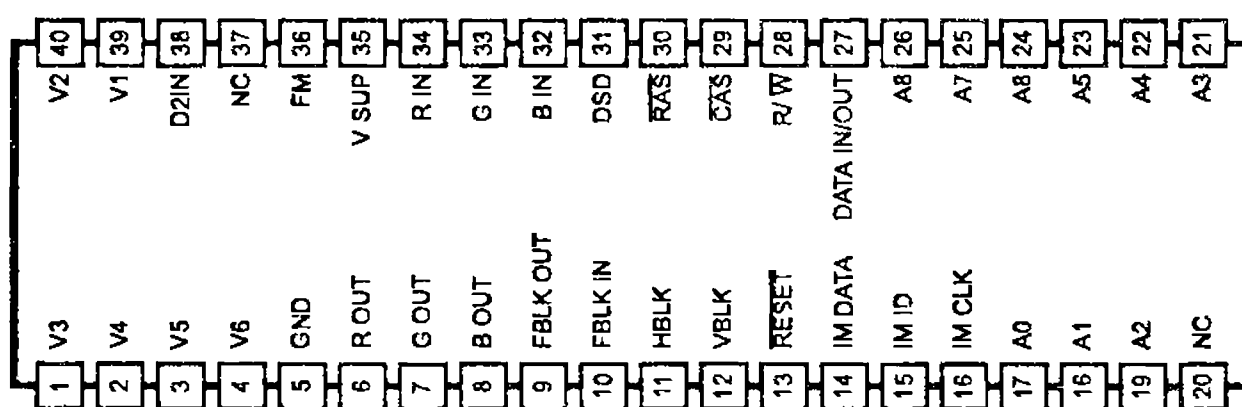 40 39 38 37 36 35 34 33 32 31 30 29 28 27 26 25 24 23 22 21
V2
V1
D2IN
NC
FM
V SUP
R IN
G IN
B IN
DSD
RAS
CAS
R/W
DATA IN/OUT
A8
A7
A8
A5
A4
A3
V3
V4
V5
V6
GND
R OUT
G OUT
B OUT
FBLK OUT
FBLK IN
HBLK
VBLK
RESET
IM DATA
IM ID
IM CLK
A0
A1
A2
NC
1 2 3 4 5 6 7 8 9 10 11 12 13 14 15 16 17 16 19 20